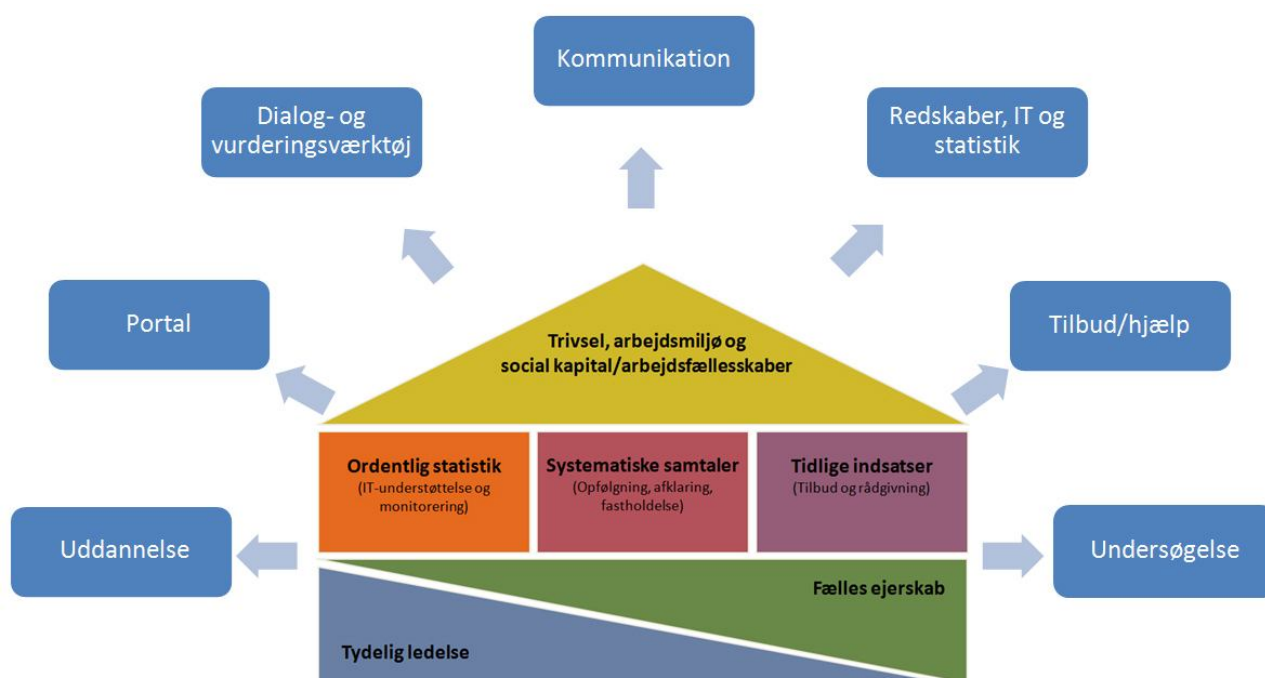 Kommunikation
Dialog- og
vurderingsværktøj
Redskaber, IT og
statistik
Portal
Tilbud/hjælp
Trivsel, arbejdsmiljø og
social kapital/arbejdsfællesskaber
Ordentlig statistik
(IT-understøttelse og
monitorering)
Systematiske samtaler
(Opfølgning, afklaring,
fastholdelse)
Tidlige indsatser
(Tilbud og rådgivning)
Uddannelse
Undersøgelse
Fælles ejerskab
Tydelig ledelse